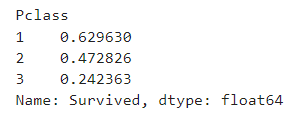 Pclass
1    0.629630
2    0.472826
3    0.242363
Name: Survived, dtype: float64